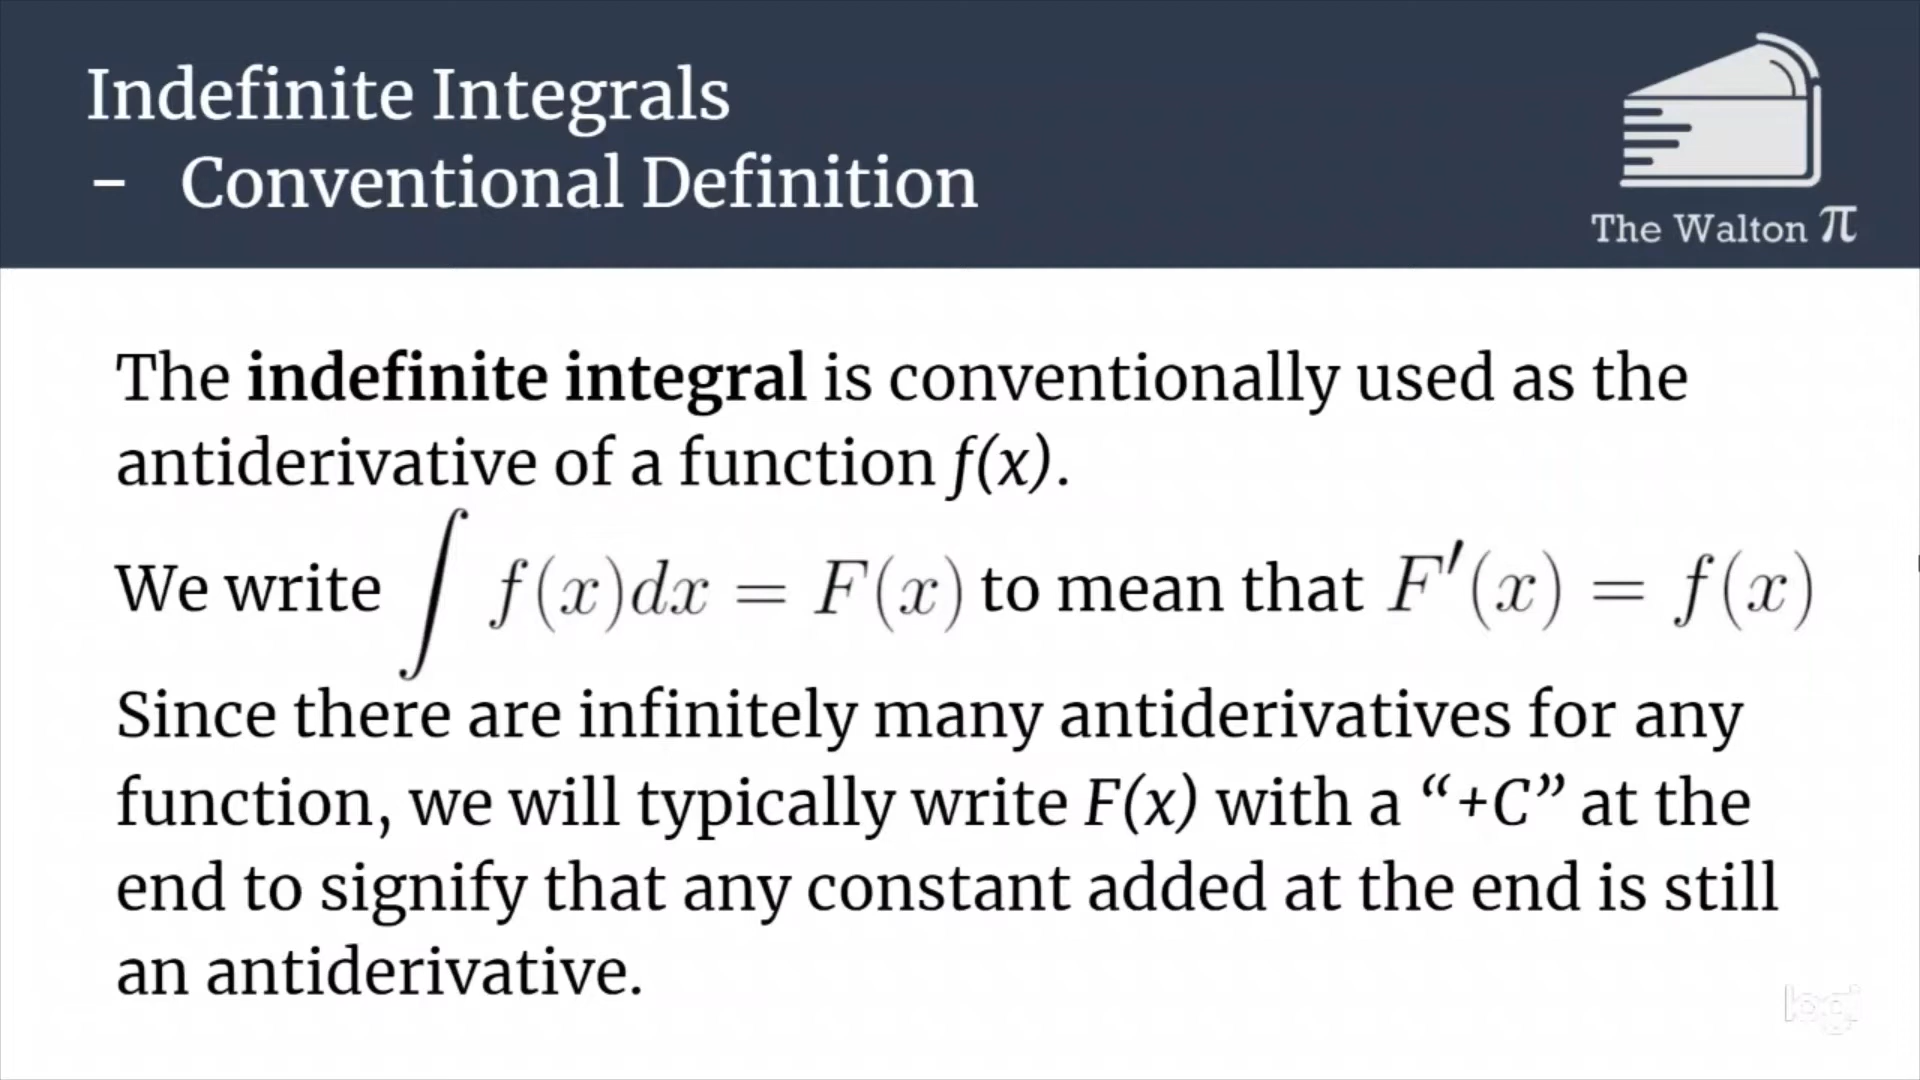 Indefinite Integrals
- Conventional Definition
The Walton π
The indefinite integral is conventionally used as the
antiderivative of a function f(x).
We write ∫ f(x)dx = F(x) to mean that F′(x) = f(x)
Since there are infinitely many antiderivatives for any
function, we will typically write F(x) with a “+C” at the
end to signify that any constant added at the end is still
an antiderivative.